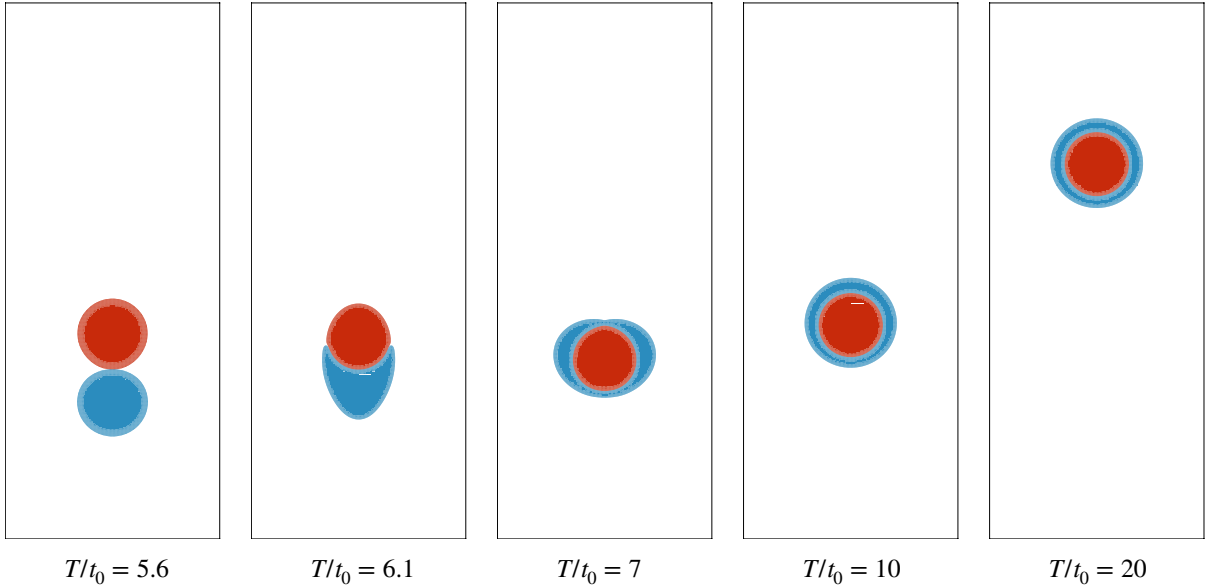 T/t₀ = 5.6
T/t₀ = 6.1
T/t₀ = 7
T/t₀ = 10
T/t₀ = 20